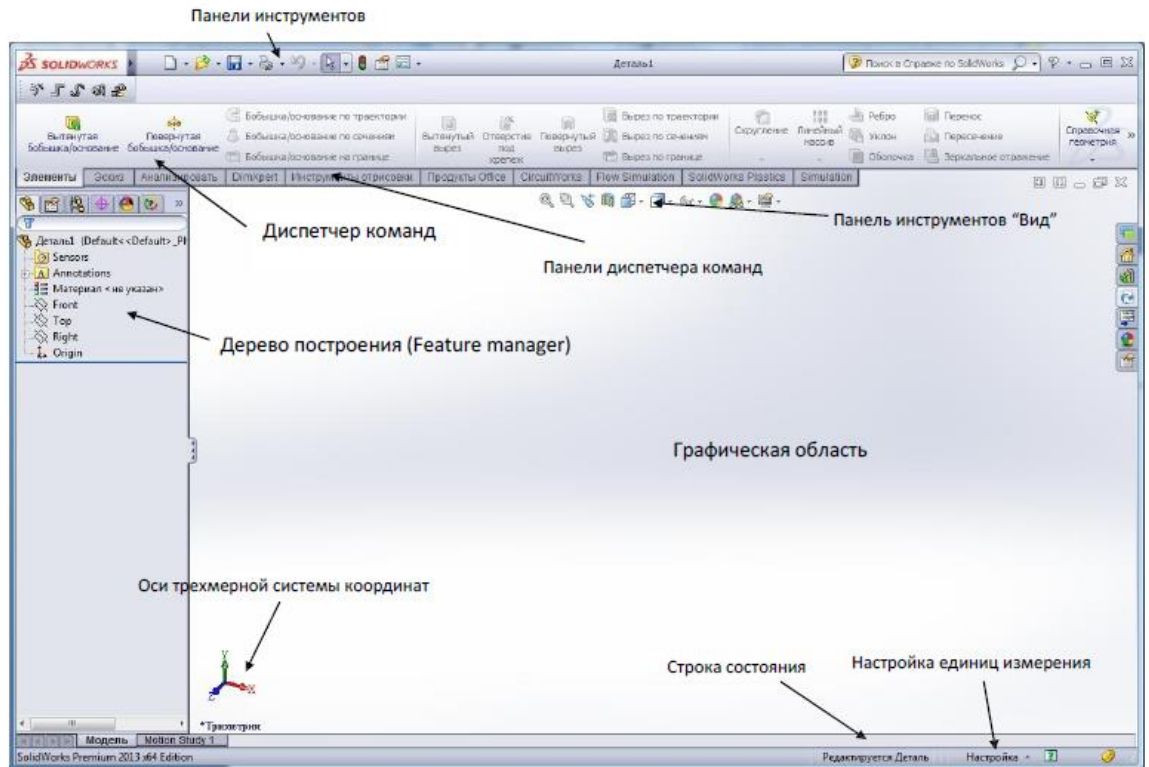 Панели инструментов
SOLIDWORKS
Деталь1
Поиск в Справке по SolidWorks
Вытянутая бобышка/основание
Повернутая бобышка/основание
Бобышка/основание по траектории
Бобышка/основание по сечениям
Бобышка/основание на границе
Вытянутый вырез
Отверстие под крепеж
Повернутый вырез
Вырез по траектории
Вырез по сечениям
Вырез по границе
Скругление
Линейный массив
Ребро
Уклон
Оболочка
Перенос
Пересечение
Зеркальное отражение
Справочная геометрия
Элементы Эскиз Анализировать DimXpert Инструменты отрисовки Продукты Office CircuitWorks Flow Simulation SolidWorks Plastics Simulation
Панель инструментов “Вид”
Диспетчер команд
Панели диспетчера команд
Деталь1 (Default<<Default>_Pl
Sensors
Annotations
Материал <не указан>
Front
Top
Right
Origin
Дерево построения (Feature manager)
Графическая область
Оси трехмерной системы координат
Y
X
Z
*Триметрия
Строка состояния
Настройка единиц измерения
Модель Motion Study 1
SolidWorks Premium 2013 x64 Edition
Редактируется Деталь
Настройка